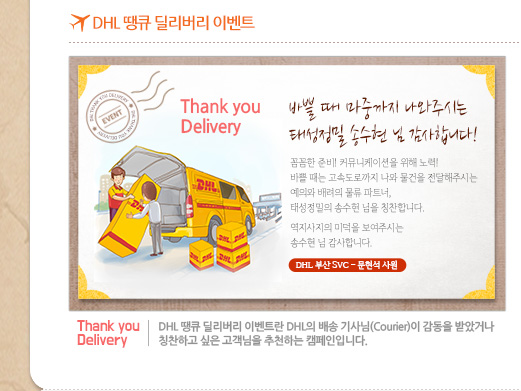 DHL 땡큐 딜리버리 이벤트
DHL THANK YOU DELIVERY
EVENT
Thank you
Delivery
바쁠 때 마중까지 나와주시는
태성정밀 송수현 님 감사합니다!
꼼꼼한 준비! 커뮤니케이션을 위해 노력!
바쁠 때는 고속도로까지 나와 물건을 전달해주시는
예의와 배려의 물류 파트너,
태성정밀의 송수현 님을 칭찬합니다.
역지사지의 미덕을 보여주시는
송수현 님 감사합니다.
DHL 부산 SVC - 문현석 사원
DHL
DHL
DHL
DHL
DHL
Thank you
Delivery
DHL 땡큐 딜리버리 이벤트란 DHL의 배송 기사님(Courier)이 감동을 받았거나
칭찬하고 싶은 고객님을 추천하는 캠페인입니다.